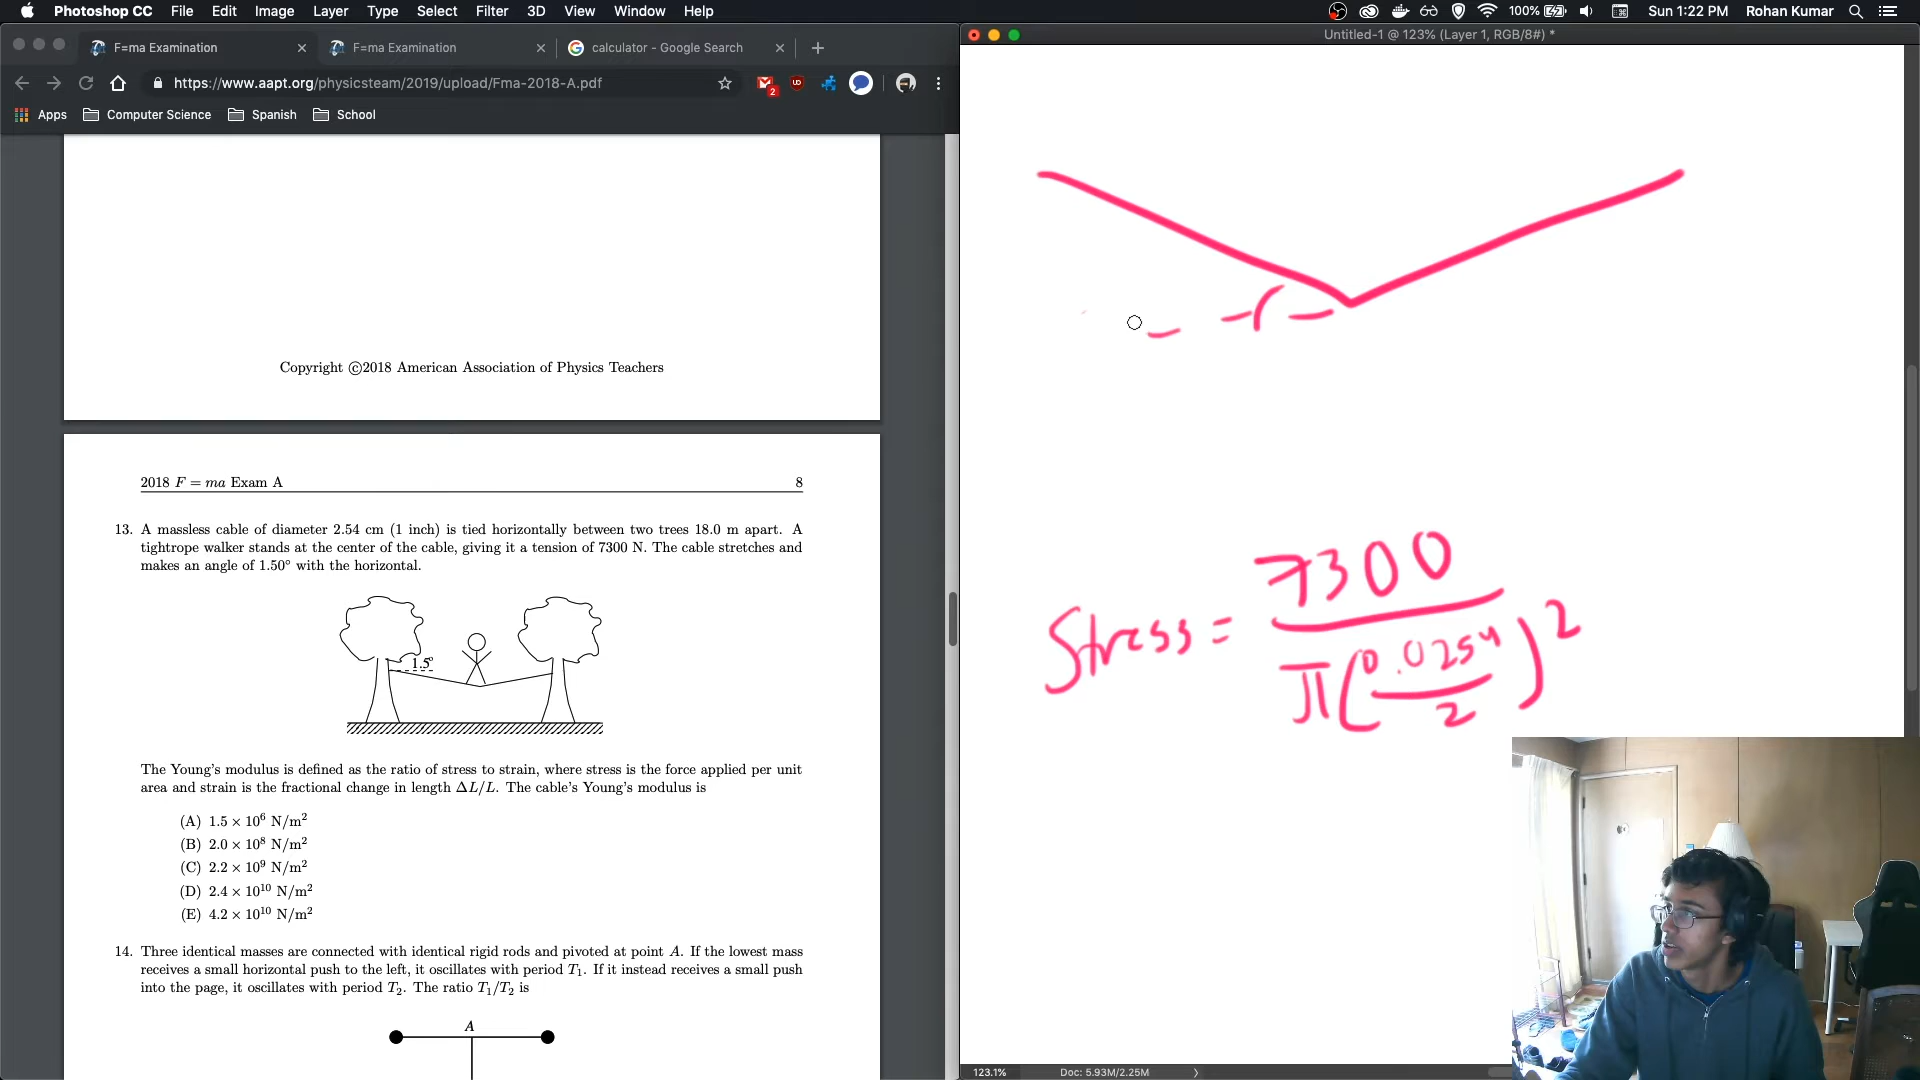 Photoshop CC File Edit Image Layer Type Select Filter 3D View Window Help 100% Sun 1:22 PM Rohan Kumar
F=ma Examination F=ma Examination calculator - Google Search
https://www.aapt.org/physicsteam/2019/upload/Fma-2018-A.pdf 2
Apps Computer Science Spanish School
Copyright ©2018 American Association of Physics Teachers
2018 F = ma Exam A 8
13. A massless cable of diameter 2.54 cm (1 inch) is tied horizontally between two trees 18.0 m apart. A
tightrope walker stands at the center of the cable, giving it a tension of 7300 N. The cable stretches and
makes an angle of 1.50° with the horizontal.
1.5°
The Young's modulus is defined as the ratio of stress to strain, where stress is the force applied per unit
area and strain is the fractional change in length ΔL/L. The cable's Young's modulus is
(A) 1.5 × 10⁶ N/m²
(B) 2.0 × 10⁸ N/m²
(C) 2.2 × 10⁹ N/m²
(D) 2.4 × 10¹⁰ N/m²
(E) 4.2 × 10¹⁰ N/m²
14. Three identical masses are connected with identical rigid rods and pivoted at point A. If the lowest mass
receives a small horizontal push to the left, it oscillates with period T₁. If it instead receives a small push
into the page, it oscillates with period T₂. The ratio T₁/T₂ is
A
Untitled-1 @ 123% (Layer 1, RGB/8#) *
7300
Stress =
π(0.0254
2
)²
123.1% Doc: 5.93M/2.25M